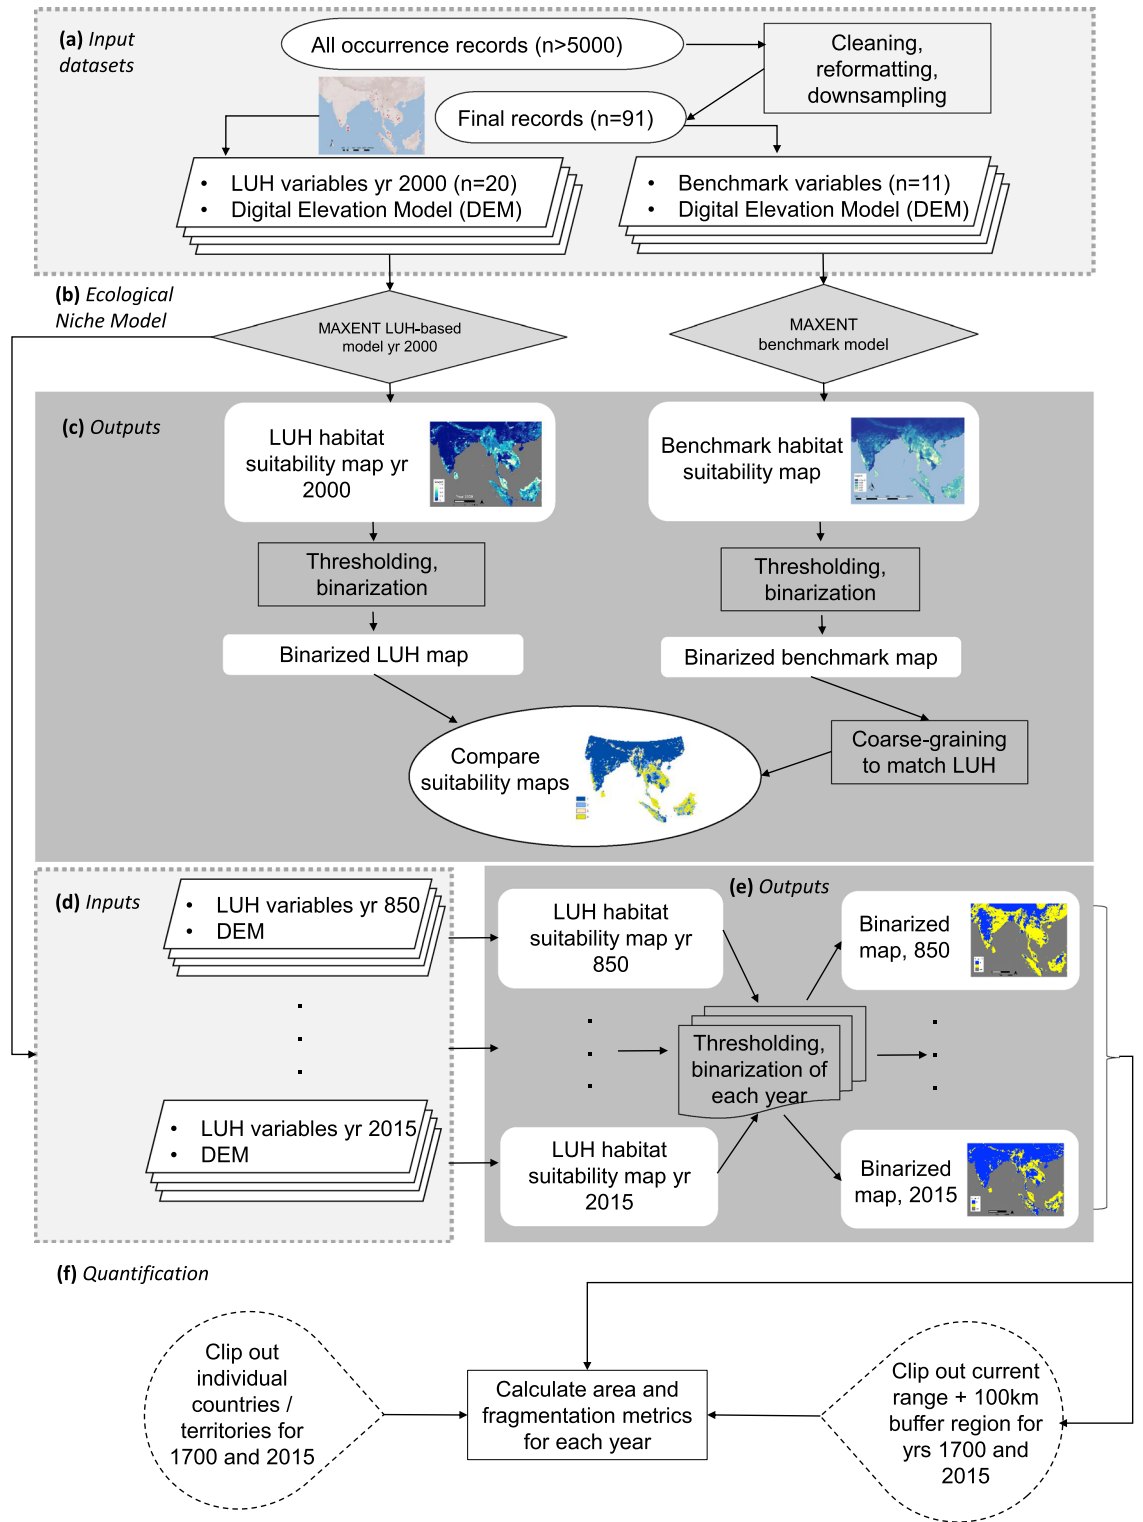 (a) Input
datasets
All occurrence records (n>5000)
Cleaning,
reformatting,
downsampling
Final records (n=91)
• LUH variables yr 2000 (n=20)
• Digital Elevation Model (DEM)
• Benchmark variables (n=11)
• Digital Elevation Model (DEM)
(b) Ecological
Niche Model
MAXENT LUH-based
model yr 2000
MAXENT
benchmark model
(c) Outputs
LUH habitat
suitability map yr
2000
Benchmark habitat
suitability map
Thresholding,
binarization
Thresholding,
binarization
Binarized LUH map
Binarized benchmark map
Compare
suitability maps
Coarse-graining
to match LUH
(d) Inputs
• LUH variables yr 850
• DEM
• LUH variables yr 2015
• DEM
(e) Outputs
LUH habitat
suitability map yr
850
Binarized
map, 850
Thresholding,
binarization of
each year
LUH habitat
suitability map yr
2015
Binarized
map, 2015
(f) Quantification
Clip out
individual
countries /
territories for
1700 and 2015
Calculate area and
fragmentation metrics
for each year
Clip out current
range + 100km
buffer region for
yrs 1700 and
2015